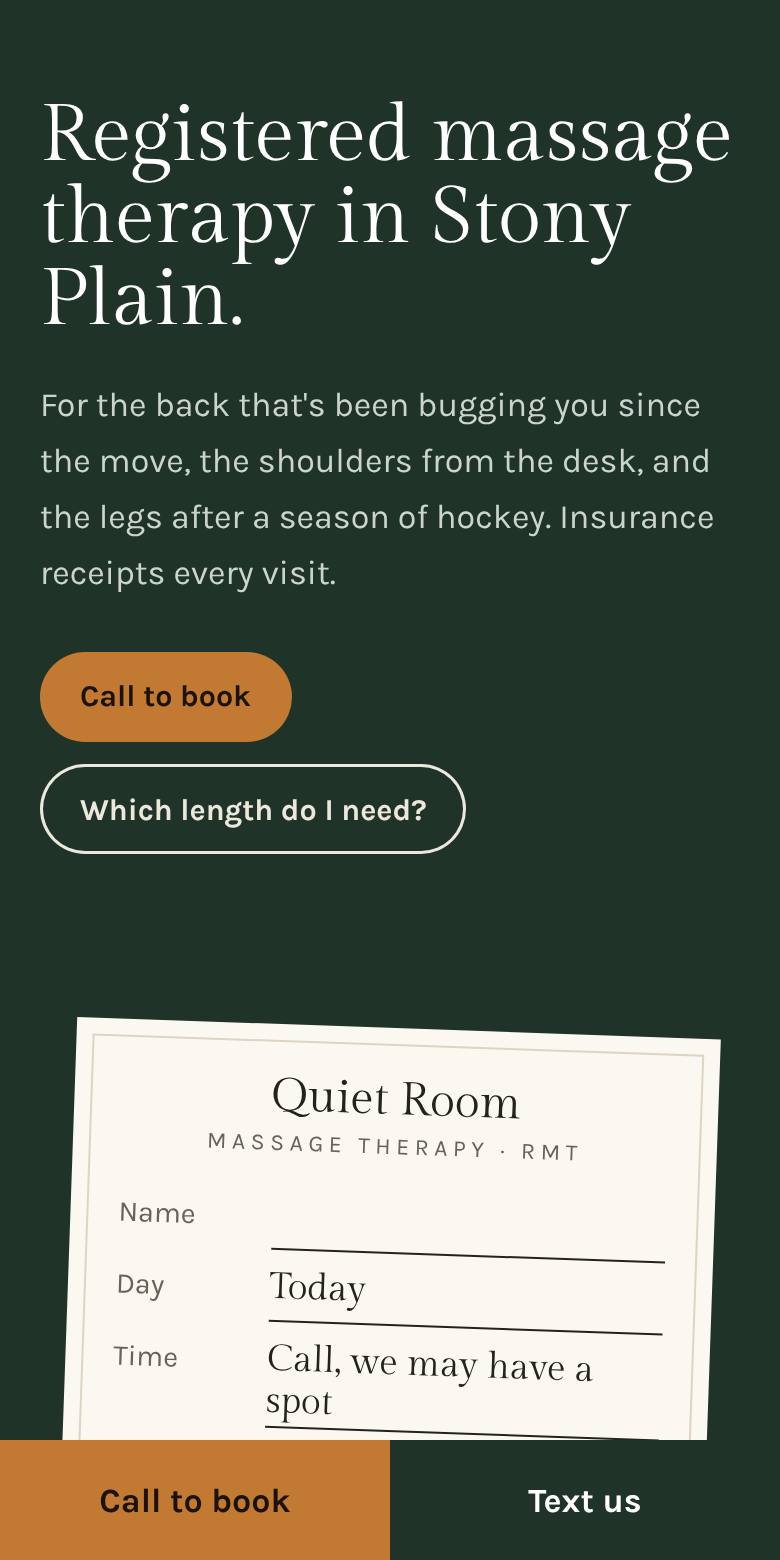 Registered massage
therapy in Stony
Plain.
For the back that's been bugging you since
the move, the shoulders from the desk, and
the legs after a season of hockey. Insurance
receipts every visit.
Call to book
Which length do I need?
Quiet Room
MASSAGE THERAPY · RMT
Name
Day Today
Time Call, we may have a
spot
Call to book Text us